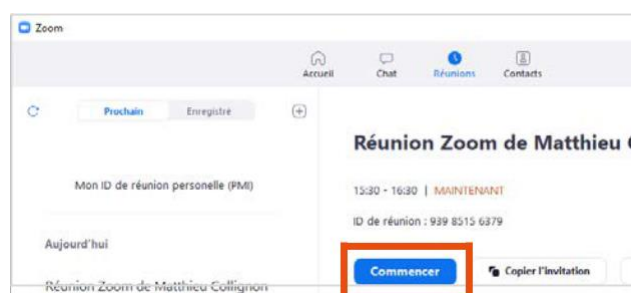 Zoom
Accueil Chat Réunions Contacts
Prochain Enregistré
Réunion Zoom de Matthieu
Mon ID de réunion personelle (PMI)
15:30 - 16:30 | MAINTENANT
ID de réunion : 939 8515 6379
Aujourd'hui
Commencer Copier l'invitation
Réunion Zoom de Matthieu Collignon